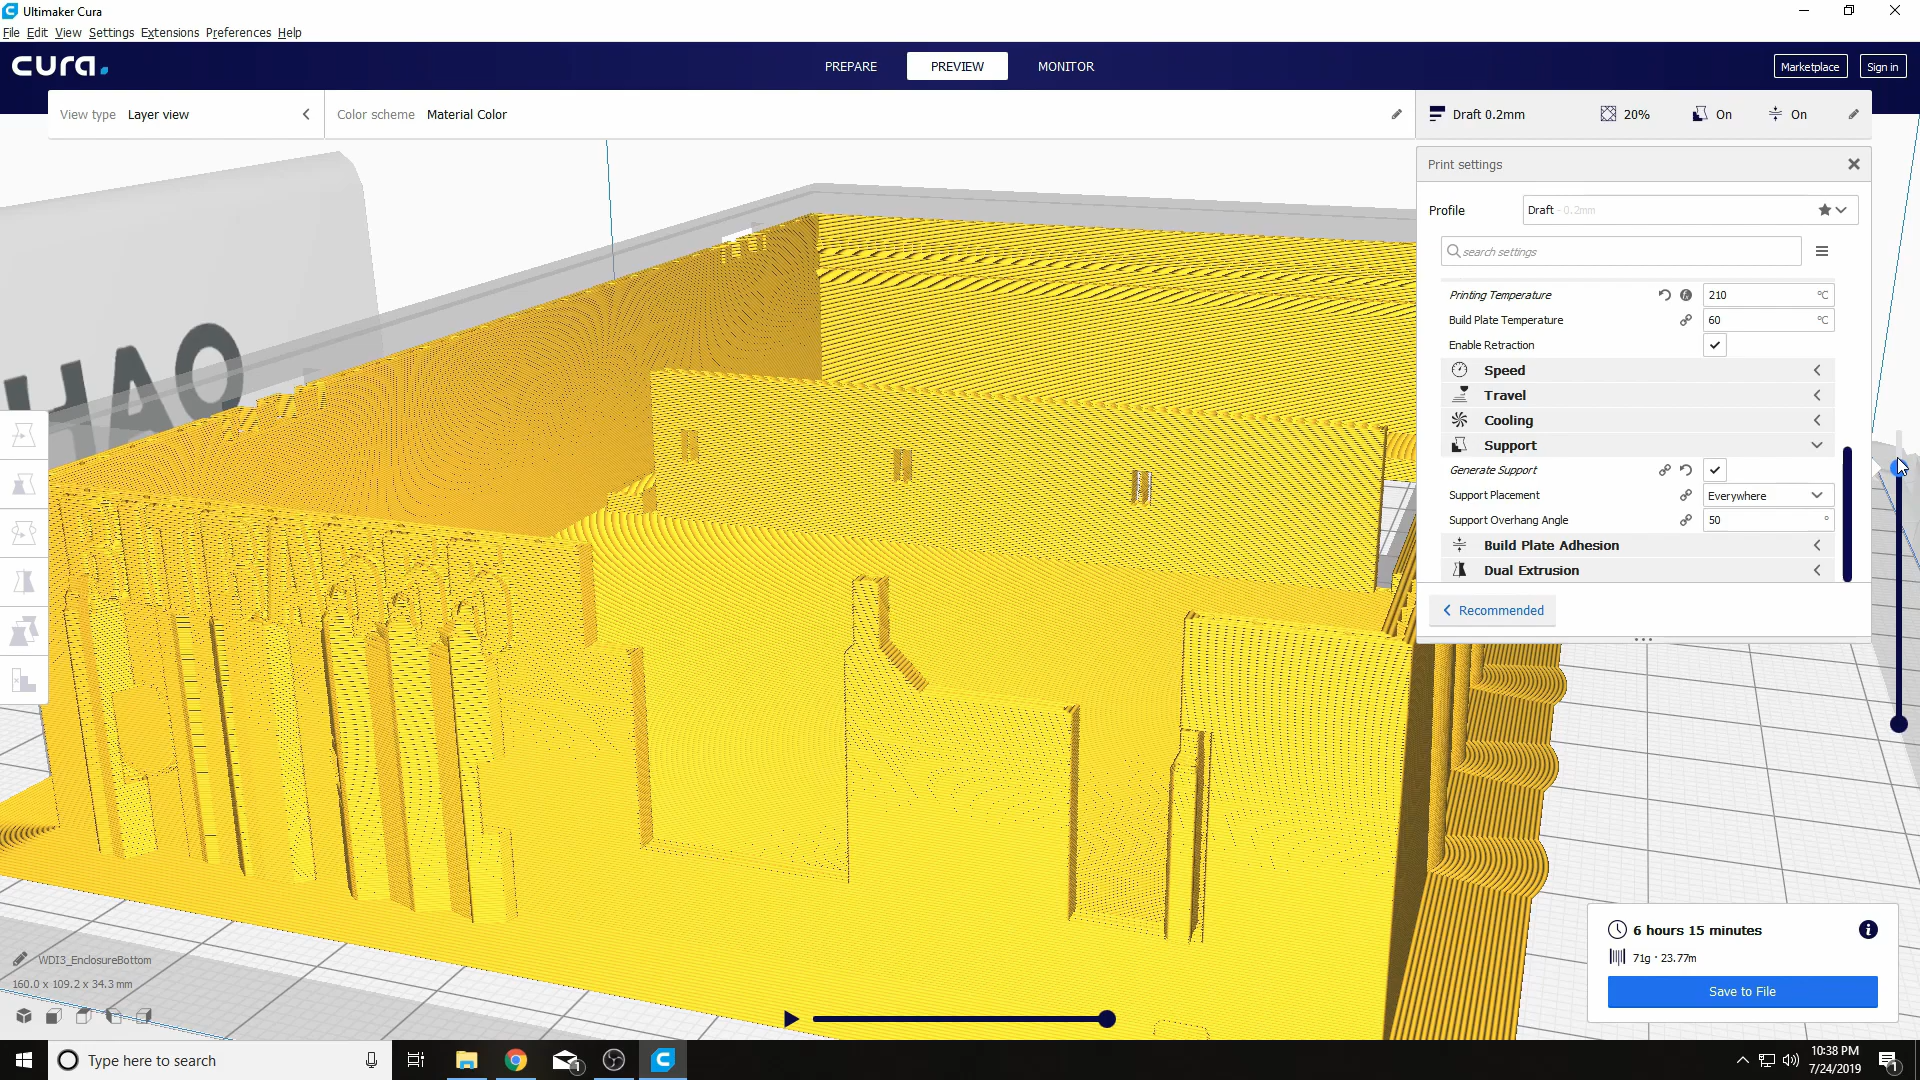 Ultimaker Cura
File Edit View Settings Extensions Preferences Help
cura. PREPARE PREVIEW MONITOR Marketplace Sign in
View type Layer view Color scheme Material Color Draft 0.2mm 20% On On
Print settings
Profile Draft - 0.2mm
search settings
Printing Temperature 210 °C
Build Plate Temperature 60 °C
Enable Retraction
Speed
Travel
Cooling
Support
Generate Support
Support Placement Everywhere
Support Overhang Angle 50 °
Build Plate Adhesion
Dual Extrusion
Recommended
6 hours 15 minutes
71g · 23.77m
Save to File
WDI3_EnclosureBottom
160.0 x 109.2 x 34.3 mm
Type here to search
1
10:38 PM
7/24/2019
1